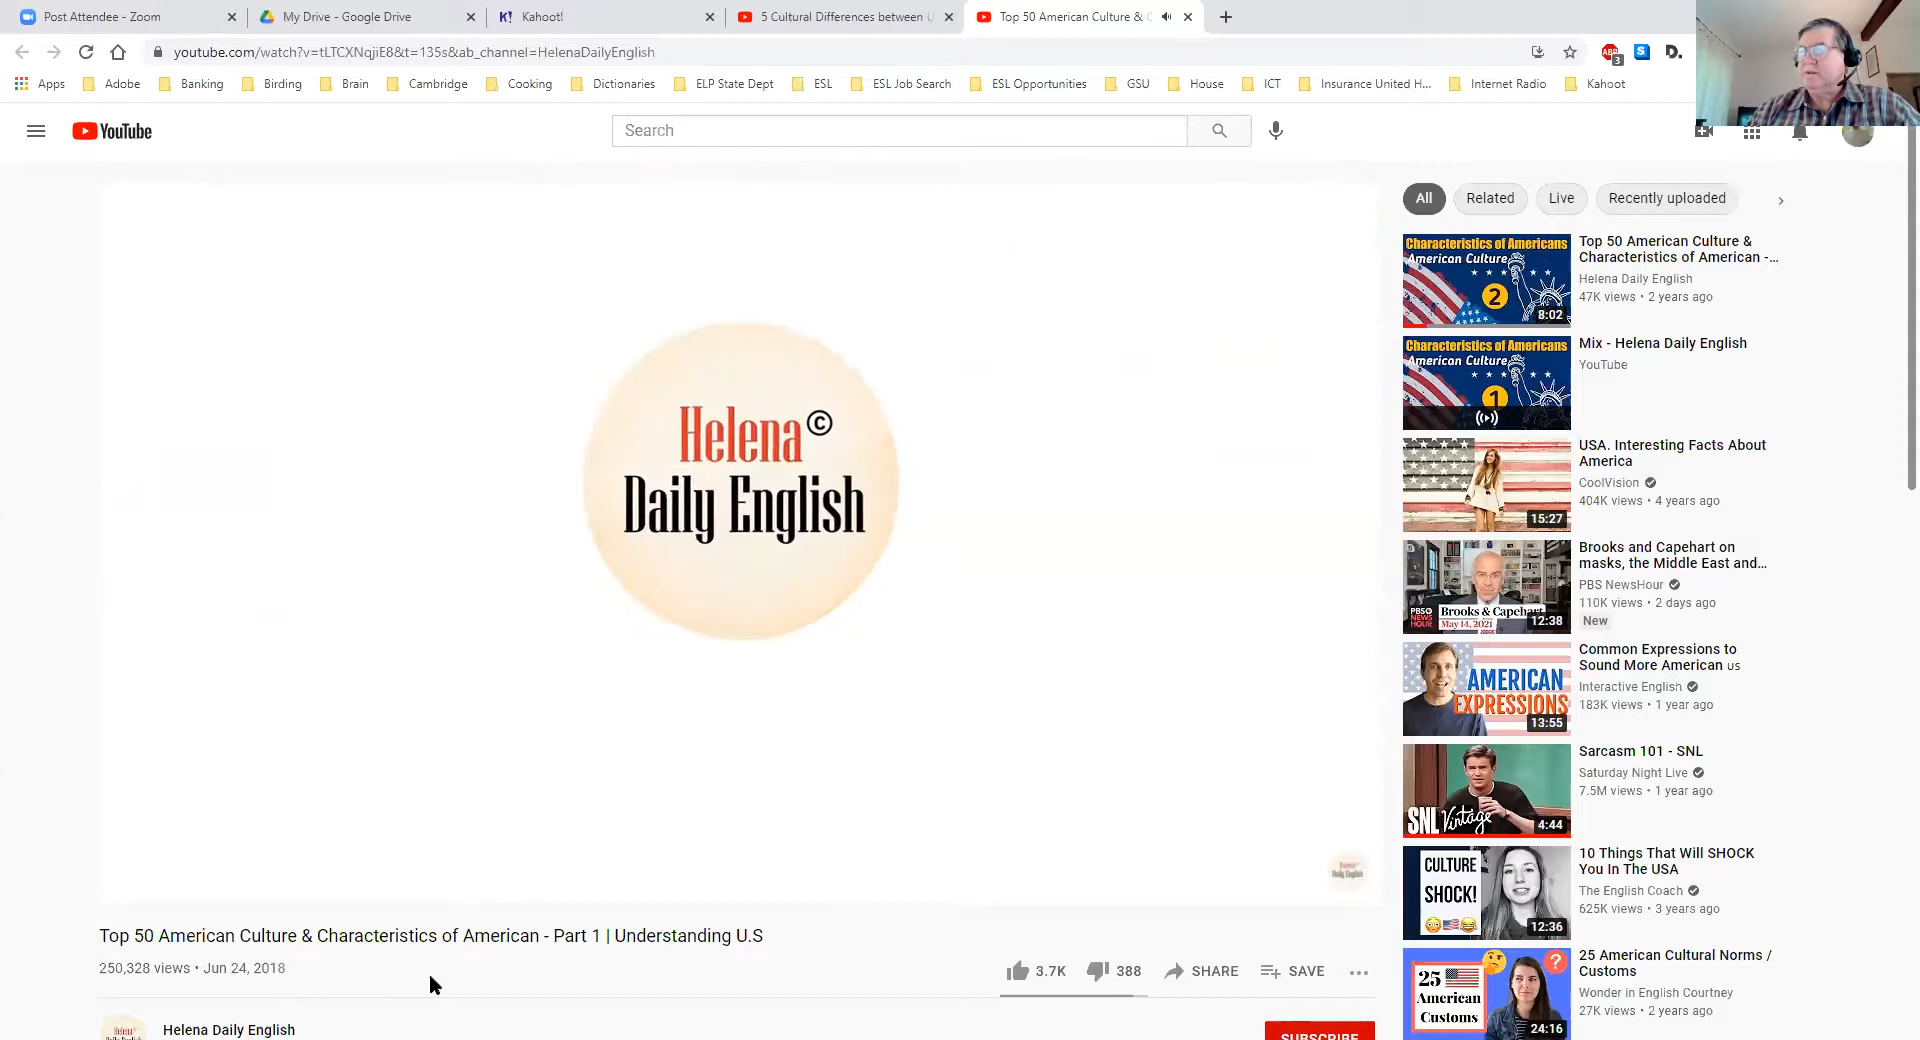 Post Attendee - Zoom
My Drive - Google Drive
K! Kahoot!
5 Cultural Differences between
Top 50 American Culture &
youtube.com/watch?v=tLTCXNqjiE8&t=135s&ab_channel=HelenaDailyEnglish
ABP
3
S
D.
Apps
Adobe
Banking
Birding
Brain
Cambridge
Cooking
Dictionaries
ELP State Dept
ESL
ESL Job Search
ESL Opportunities
GSU
House
ICT
Insurance United H...
Internet Radio
Kahoot
YouTube
Search
All
Related
Live
Recently uploaded
Helena ©
Daily English
Characteristics of Americans
American Culture
2
8:02
Top 50 American Culture &
Characteristics of American -...
Helena Daily English
47K views • 2 years ago
Characteristics of Americans
American Culture
1
Mix - Helena Daily English
YouTube
15:27
USA. Interesting Facts About
America
CoolVision
404K views • 4 years ago
PBS
NEWS
HOUR
Brooks & Capehart
May 14, 2021
12:38
Brooks and Capehart on
masks, the Middle East and...
PBS NewsHour
110K views • 2 days ago
New
AMERICAN
EXPRESSIONS
13:55
Common Expressions to
Sound More American US
Interactive English
183K views • 1 year ago
SNL Vintage
4:44
Sarcasm 101 - SNL
Saturday Night Live
7.5M views • 1 year ago
CULTURE
SHOCK!
12:36
10 Things That Will SHOCK
You In The USA
The English Coach
625K views • 3 years ago
25
American
Customs
?
24:16
25 American Cultural Norms /
Customs
Wonder in English Courtney
27K views • 2 years ago
Helena
Daily English
Top 50 American Culture & Characteristics of American - Part 1 | Understanding U.S
250,328 views • Jun 24, 2018
3.7K
388
SHARE
SAVE
Helena Daily English
SUBSCRIBE